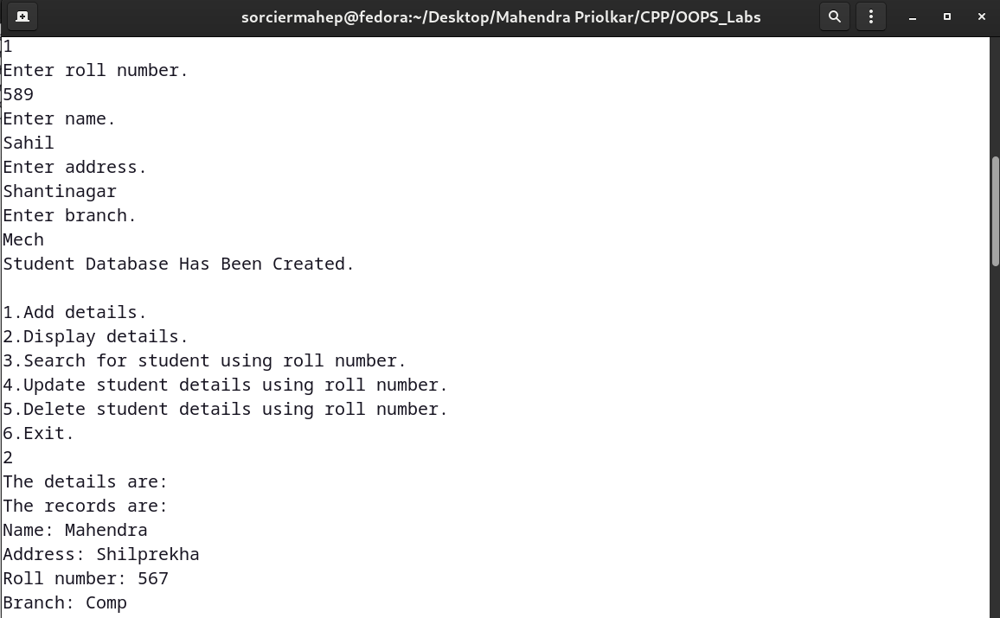 sorciermahep@fedora:~/Desktop/Mahendra Priolkar/CPP/OOPS_Labs
1
Enter roll number.
589
Enter name.
Sahil
Enter address.
Shantinagar
Enter branch.
Mech
Student Database Has Been Created.

1.Add details.
2.Display details.
3.Search for student using roll number.
4.Update student details using roll number.
5.Delete student details using roll number.
6.Exit.
2
The details are:
The records are:
Name: Mahendra
Address: Shilprekha
Roll number: 567
Branch: Comp